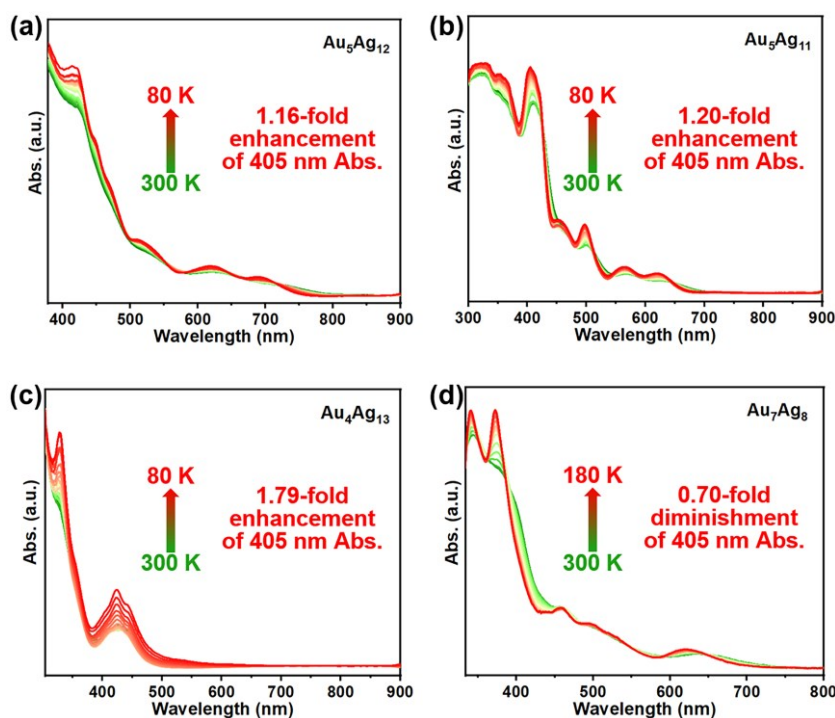 (a)
Au5Ag12
80 K
300 K
1.16-fold
enhancement
of 405 nm Abs.
Abs. (a.u.)
400 500 600 700 800 900
Wavelength (nm)
(b)
Au5Ag11
80 K
300 K
1.20-fold
enhancement
of 405 nm Abs.
Abs. (a.u.)
300 400 500 600 700 800 900
Wavelength (nm)
(c)
Au4Ag13
80 K
300 K
1.79-fold
enhancement
of 405 nm Abs.
Abs. (a.u.)
400 500 600 700 800 900
Wavelength (nm)
(d)
Au7Ag8
180 K
300 K
0.70-fold
diminishment
of 405 nm Abs.
Abs. (a.u.)
400 500 600 700 800
Wavelength (nm)